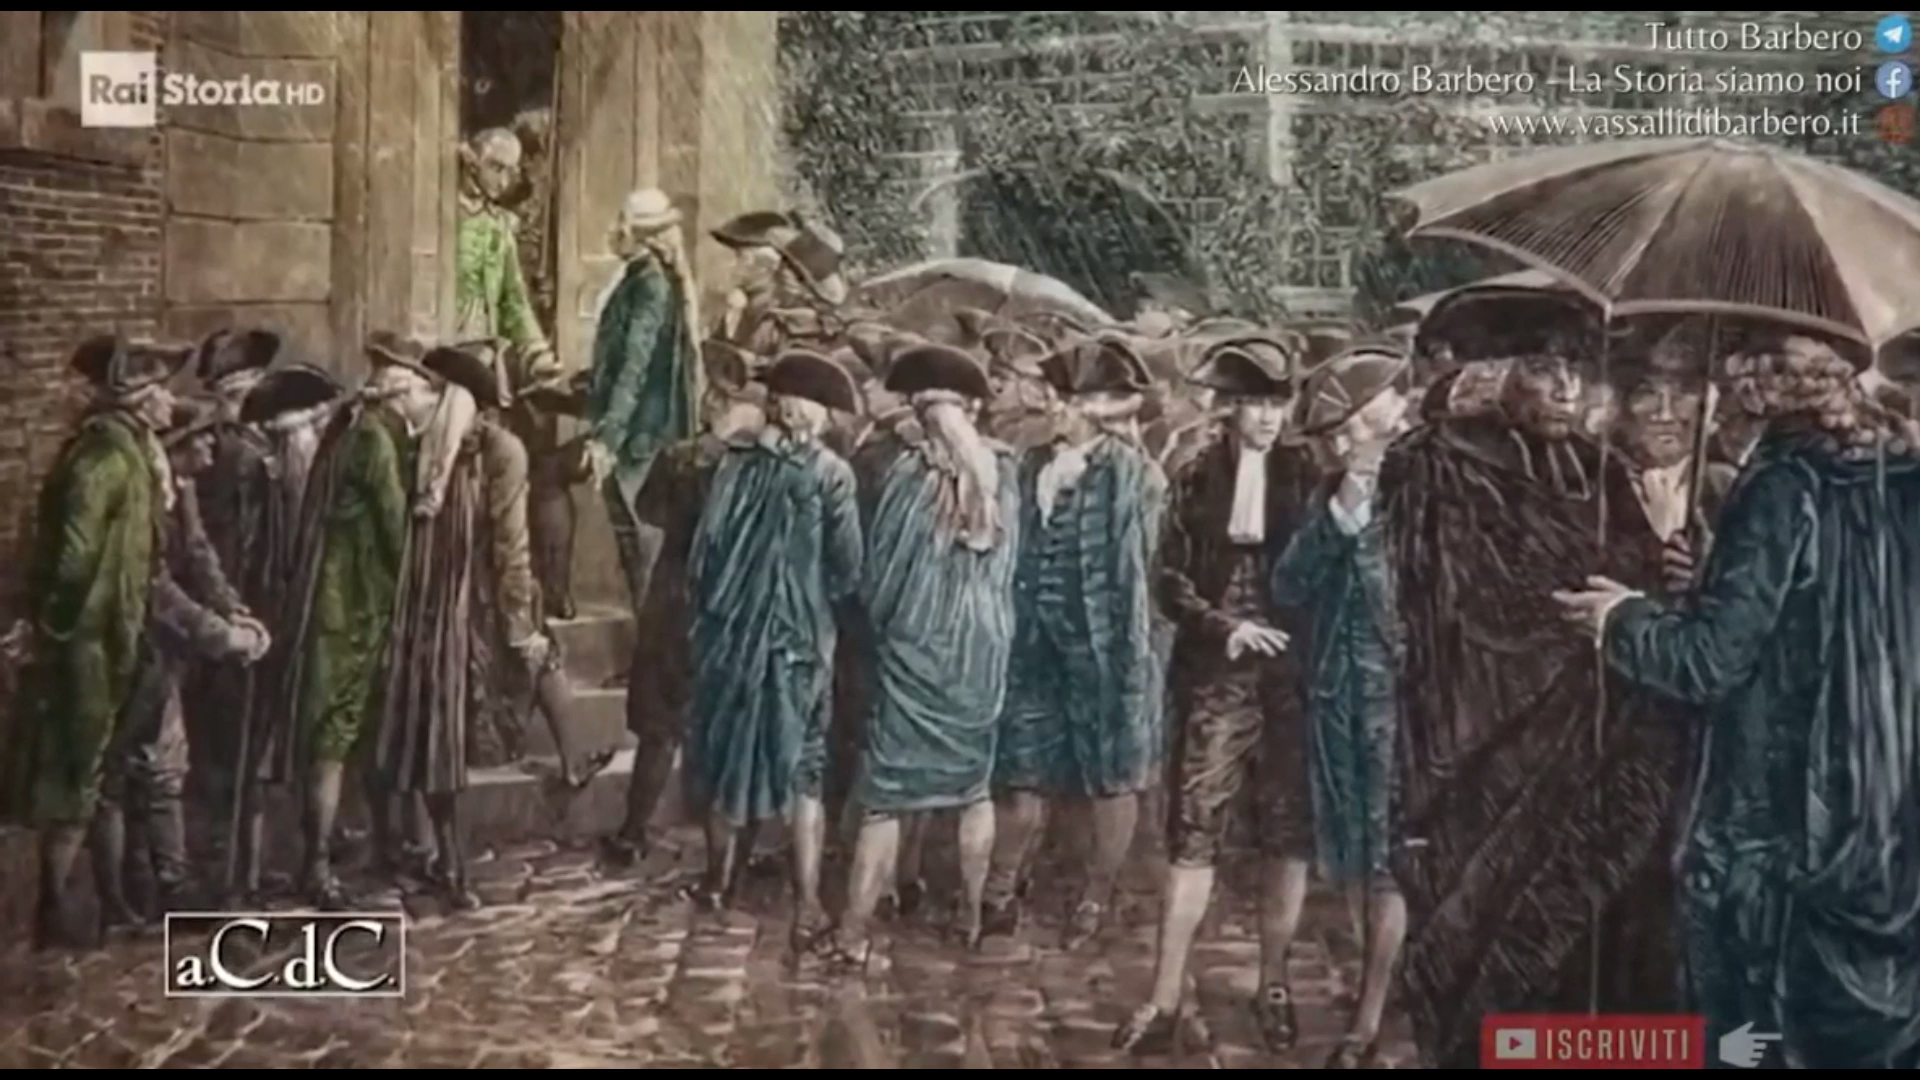 Rai Storia HD
Tutto Barbero
Alessandro Barbero - La Storia siamo noi
www.vassallidibarbero.it
a.C.d.C.
ISCRIVITI